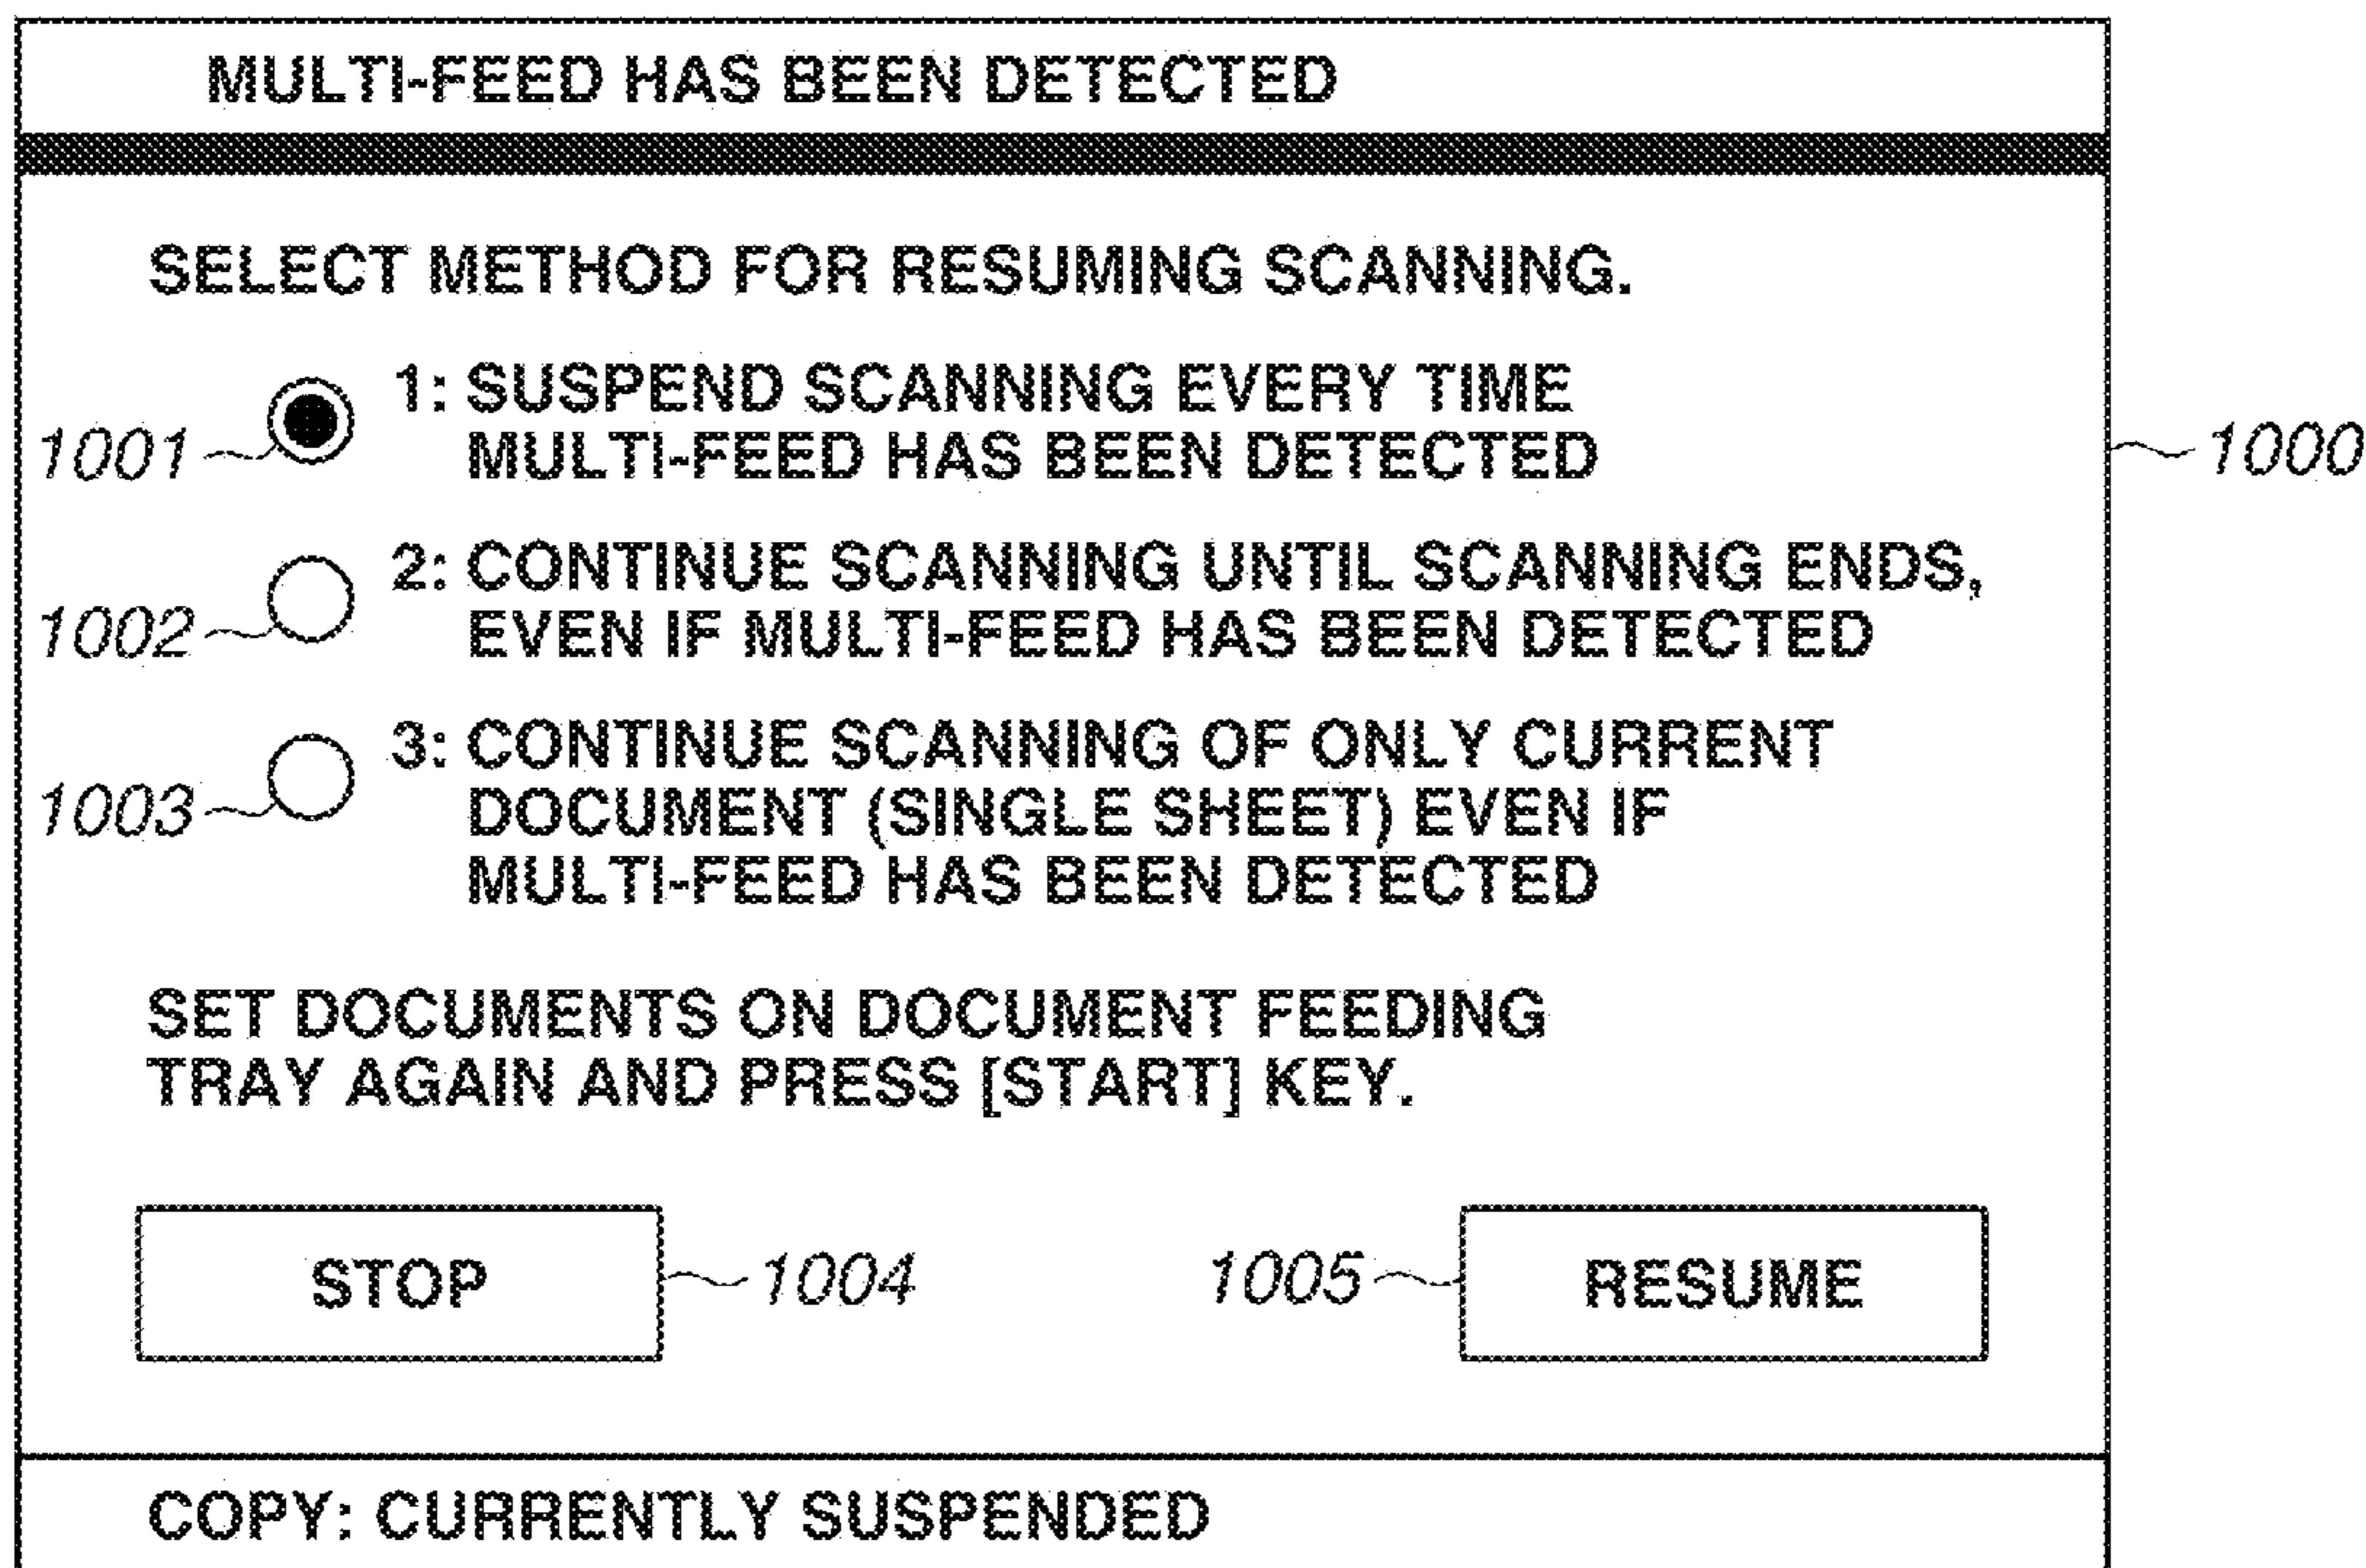 MULTI-FEED HAS BEEN DETECTED
SELECT METHOD FOR RESUMING SCANNING.
1: SUSPEND SCANNING EVERY TIME
1001
MULTI-FEED HAS BEEN DETECTED
1000
2: CONTINUE SCANNING UNTIL SCANNING ENDS,
1002
EVEN IF MULTI-FEED HAS BEEN DETECTED
3: CONTINUE SCANNING OF ONLY CURRENT
1003
DOCUMENT (SINGLE SHEET) EVEN IF
MULTI-FEED HAS BEEN DETECTED
SET DOCUMENTS ON DOCUMENT FEEDING
TRAY AGAIN AND PRESS [START] KEY.
STOP
1004
1005
RESUME
COPY: CURRENTLY SUSPENDED